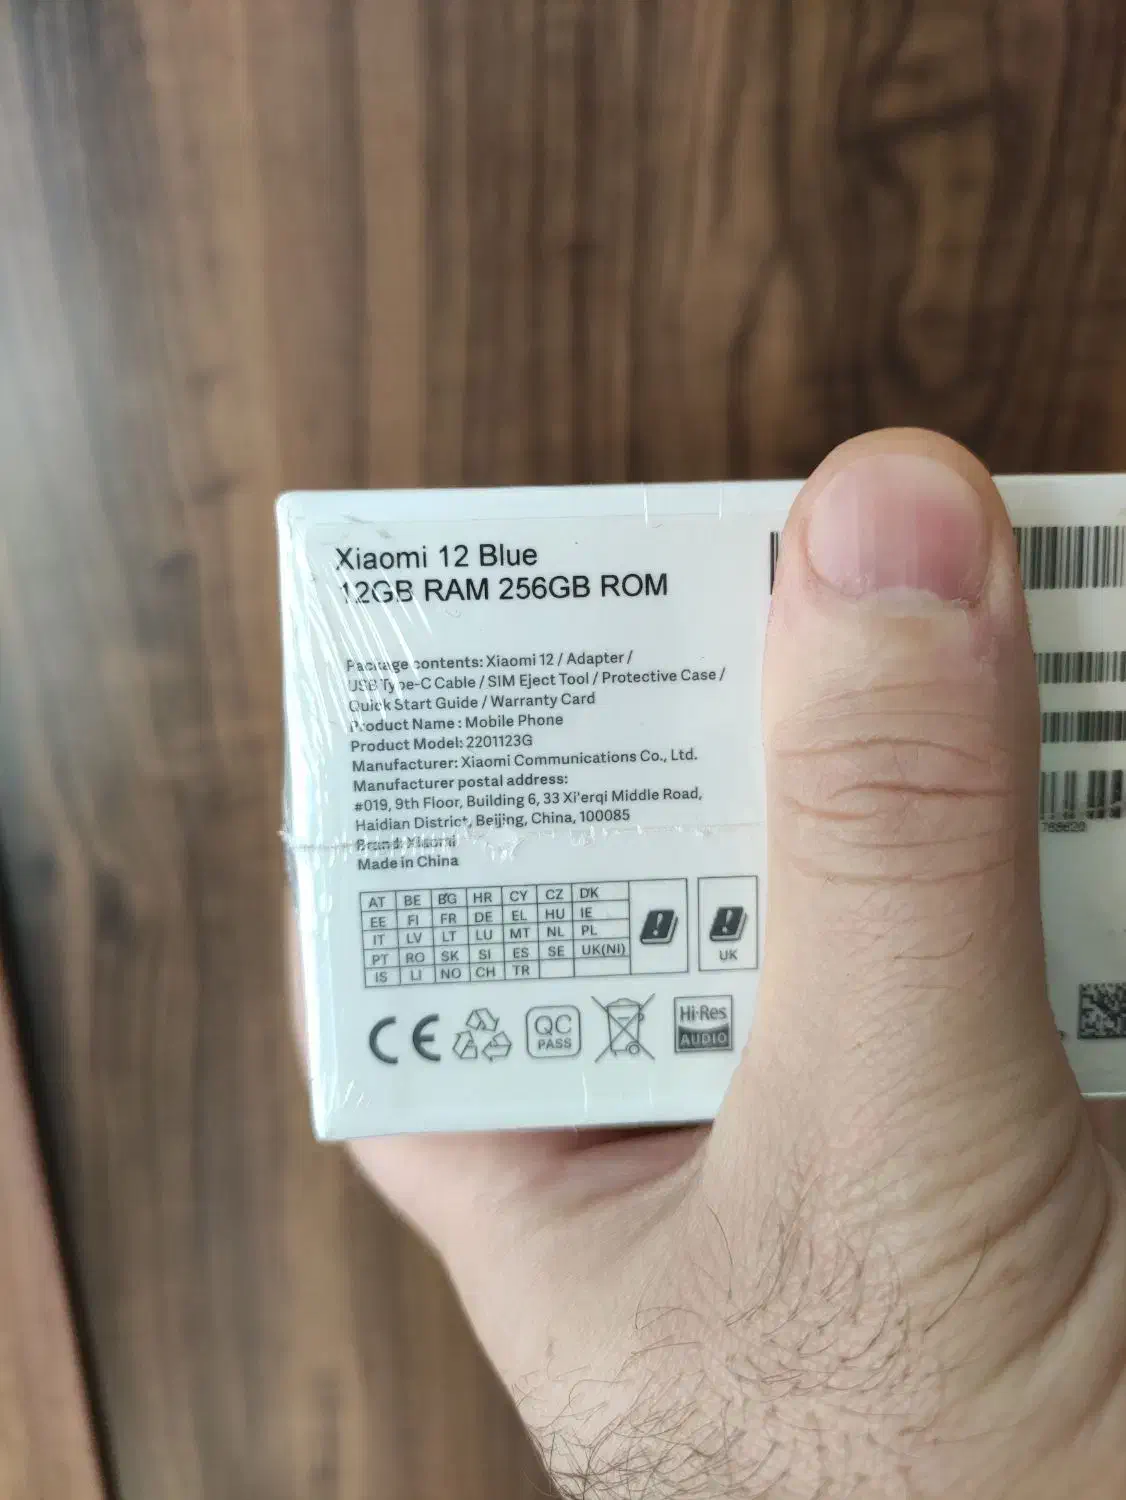 Xiaomi 12 Blue
12GB RAM 256GB ROM
Package contents: Xiaomi 12 / Adapter /
USB Type-C Cable / SIM Eject Tool / Protective Case /
Quick Start Guide / Warranty Card
Product Name : Mobile Phone
Product Model: 2201123G
Manufacturer: Xiaomi Communications Co., Ltd.
Manufacturer postal address:
#019, 9th Floor, Building 6, 33 Xi'erqi Middle Road,
Haidian District, Beijing, China, 100085
Brand: Xiaomi
Made in China
AT BE BG HR CY CZ DK
EE FI FR DE EL HU IE
IT LV LT LU MT NL PL
PT RO SK SI ES SE UK(NI)
IS LI NO CH TR
UK
CE
QC
PASS
Hi-Res
AUDIO